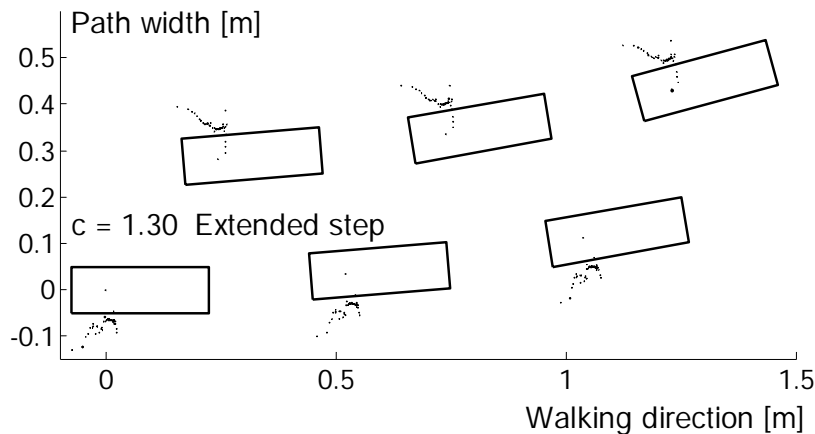 Path width [m]
0.5
0.4
0.3
0.2
c = 1.30 Extended step
0.1
0
-0.1
0 0.5 1 1.5
Walking direction [m]